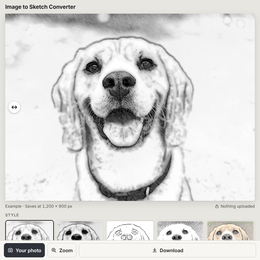 Image to Sketch Converter
Example · Saves at 1,200 × 900 px
Nothing uploaded
STYLE
Your photo
Zoom
Download